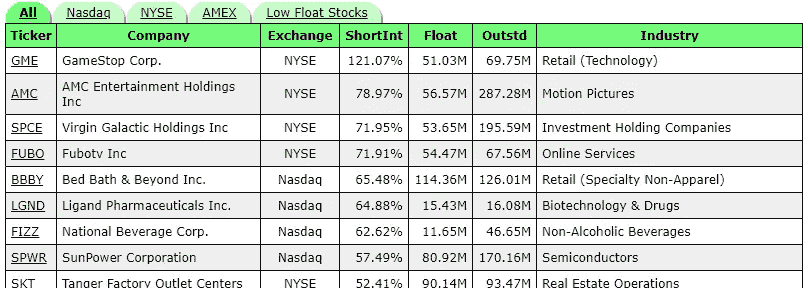 All Nasdaq NYSE AMEX Low Float Stocks
Ticker Company Exchange ShortInt Float Outstd Industry
GME GameStop Corp. NYSE 121.07% 51.03M 69.75M Retail (Technology)
AMC AMC Entertainment Holdings Inc NYSE 78.97% 56.57M 287.28M Motion Pictures
SPCE Virgin Galactic Holdings Inc NYSE 71.95% 53.65M 195.59M Investment Holding Companies
FUBO Fubotv Inc NYSE 71.91% 54.47M 67.56M Online Services
BBBY Bed Bath & Beyond Inc. Nasdaq 65.48% 114.36M 126.01M Retail (Specialty Non-Apparel)
LGND Ligand Pharmaceuticals Inc. Nasdaq 64.88% 15.43M 16.08M Biotechnology & Drugs
FIZZ National Beverage Corp. Nasdaq 62.62% 11.65M 46.65M Non-Alcoholic Beverages
SPWR SunPower Corporation Nasdaq 57.49% 80.92M 170.16M Semiconductors
SKT Tanger Factory Outlet Centers NYSE 52.41% 90.14M 93.47M Real Estate Operations